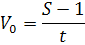 V₀ = (S − 1) / t